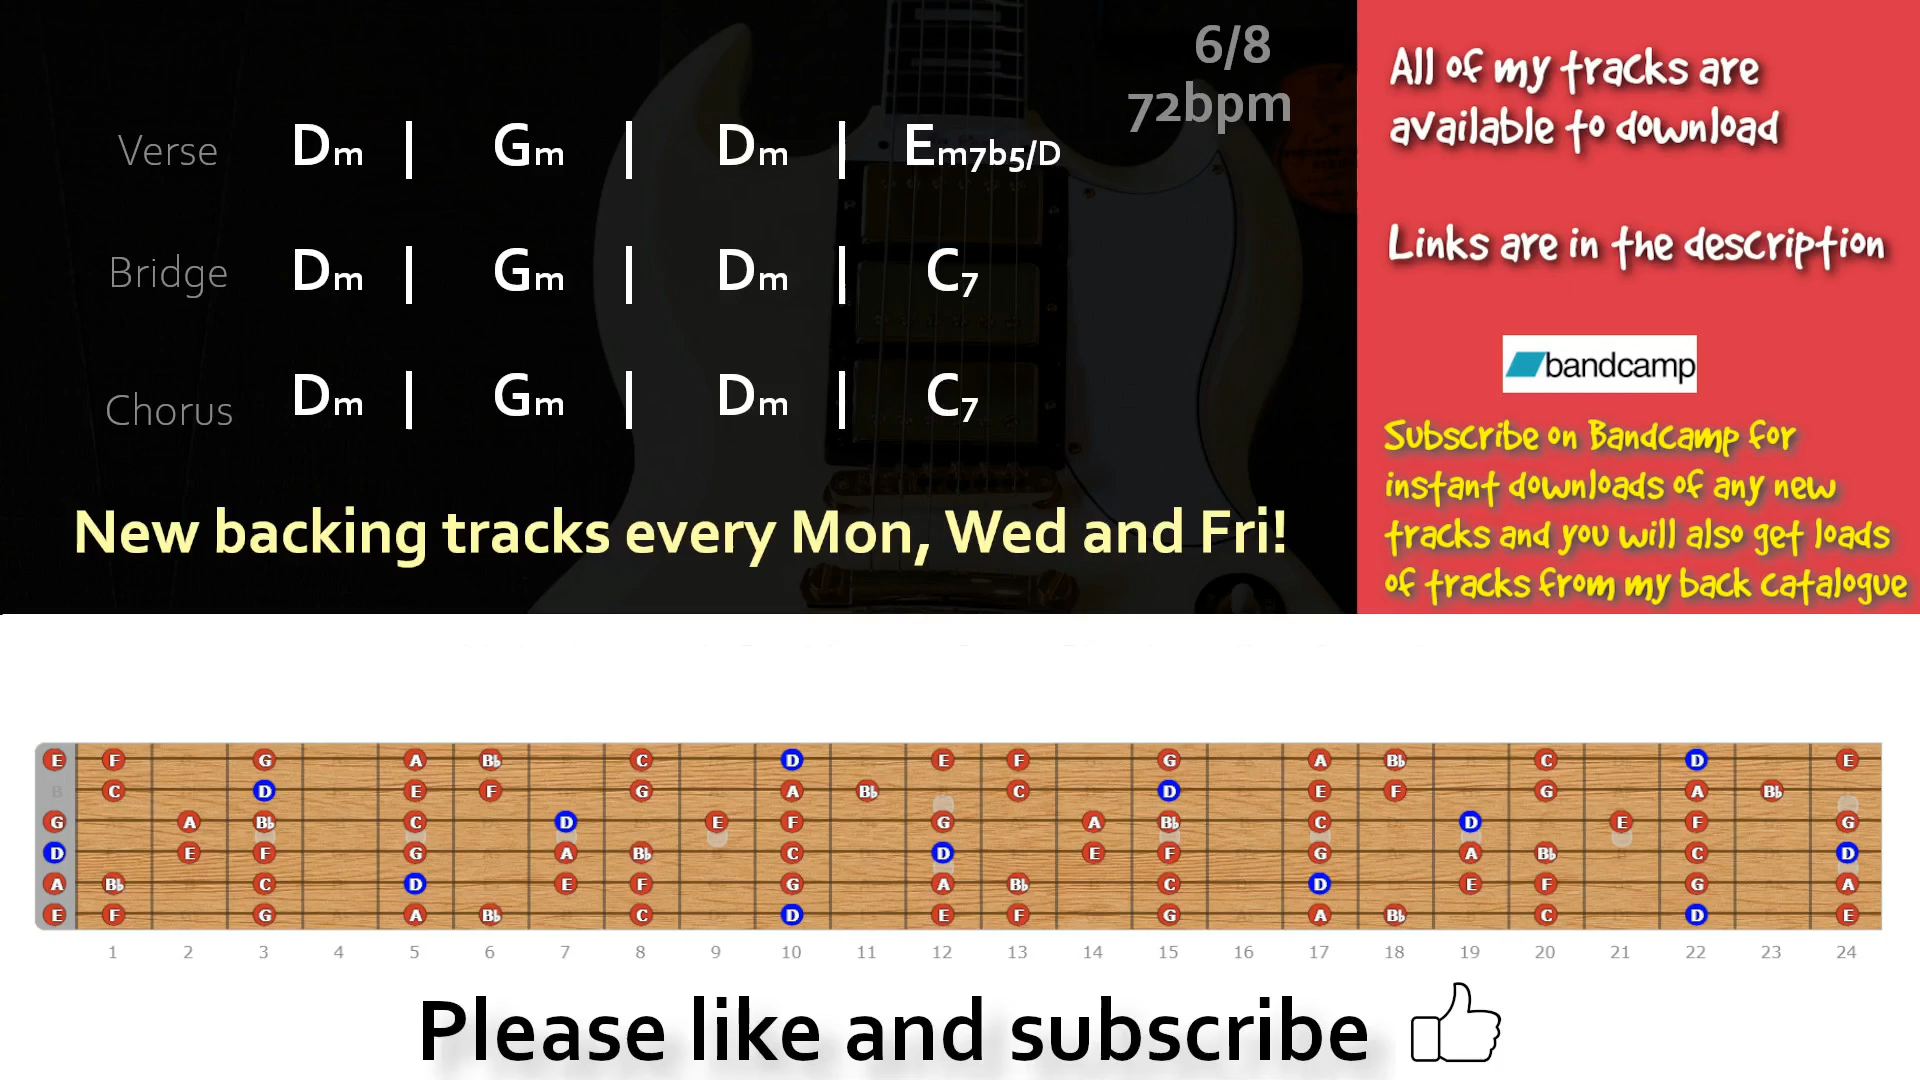 6/8
72bpm
Verse Dm | Gm | Dm | Em7b5/D
Bridge Dm | Gm | Dm | C7
Chorus Dm | Gm | Dm | C7
New backing tracks every Mon, Wed and Fri!
All of my tracks are
available to download
Links are in the description
bandcamp
Subscribe on Bandcamp for
instant downloads of any new
tracks and you will also get loads
of tracks from my back catalogue
E F G A B♭ C D E F G A B♭ C D E
B C D E F G A B♭ C D E F G A B♭
G A B♭ C D E F G A B♭ C D E F G
D E F G A B♭ C D E F G A B♭ C D
A B♭ C D E F G A B♭ C D E F G A
E F G A B♭ C D E F G A B♭ C D E
1 2 3 4 5 6 7 8 9 10 11 12 13 14 15 16 17 18 19 20 21 22 23 24
Please like and subscribe